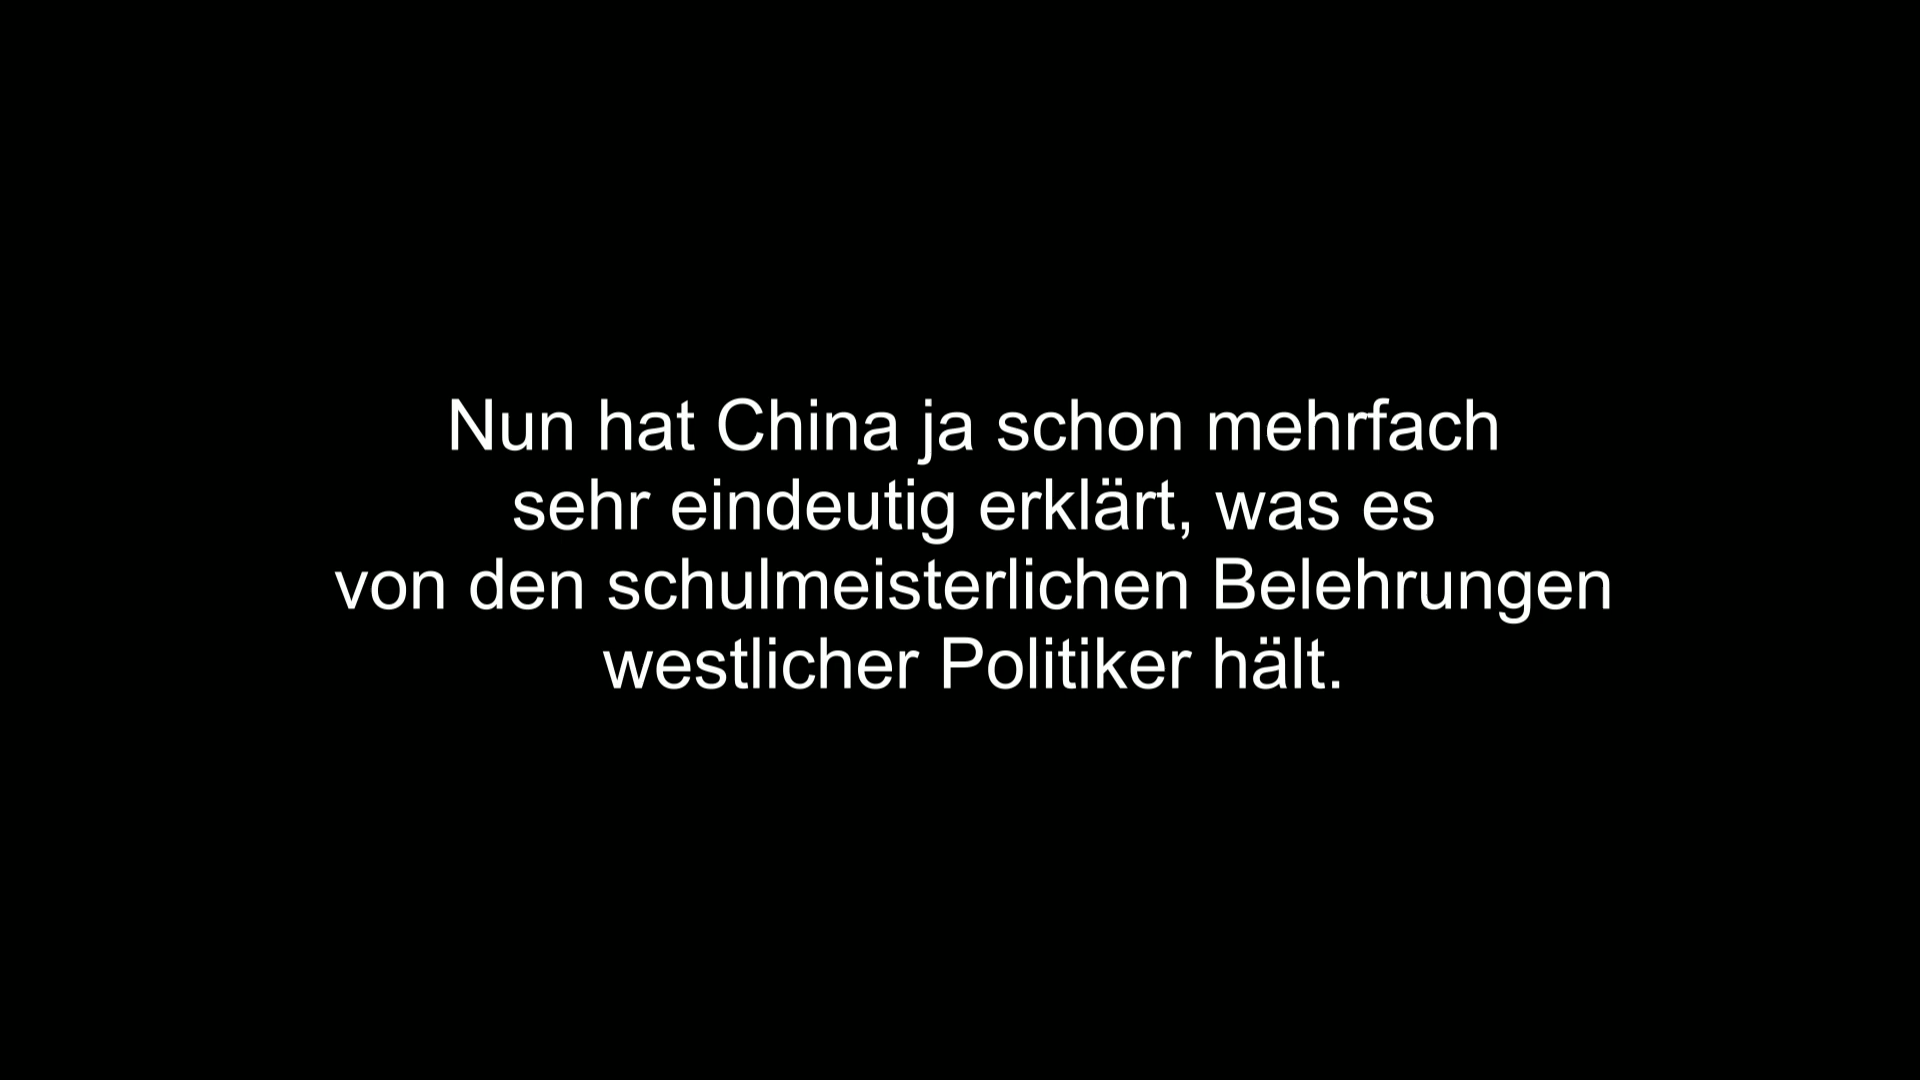 Nun hat China ja schon mehrfach
sehr eindeutig erklärt, was es
von den schulmeisterlichen Belehrungen
westlicher Politiker hält.